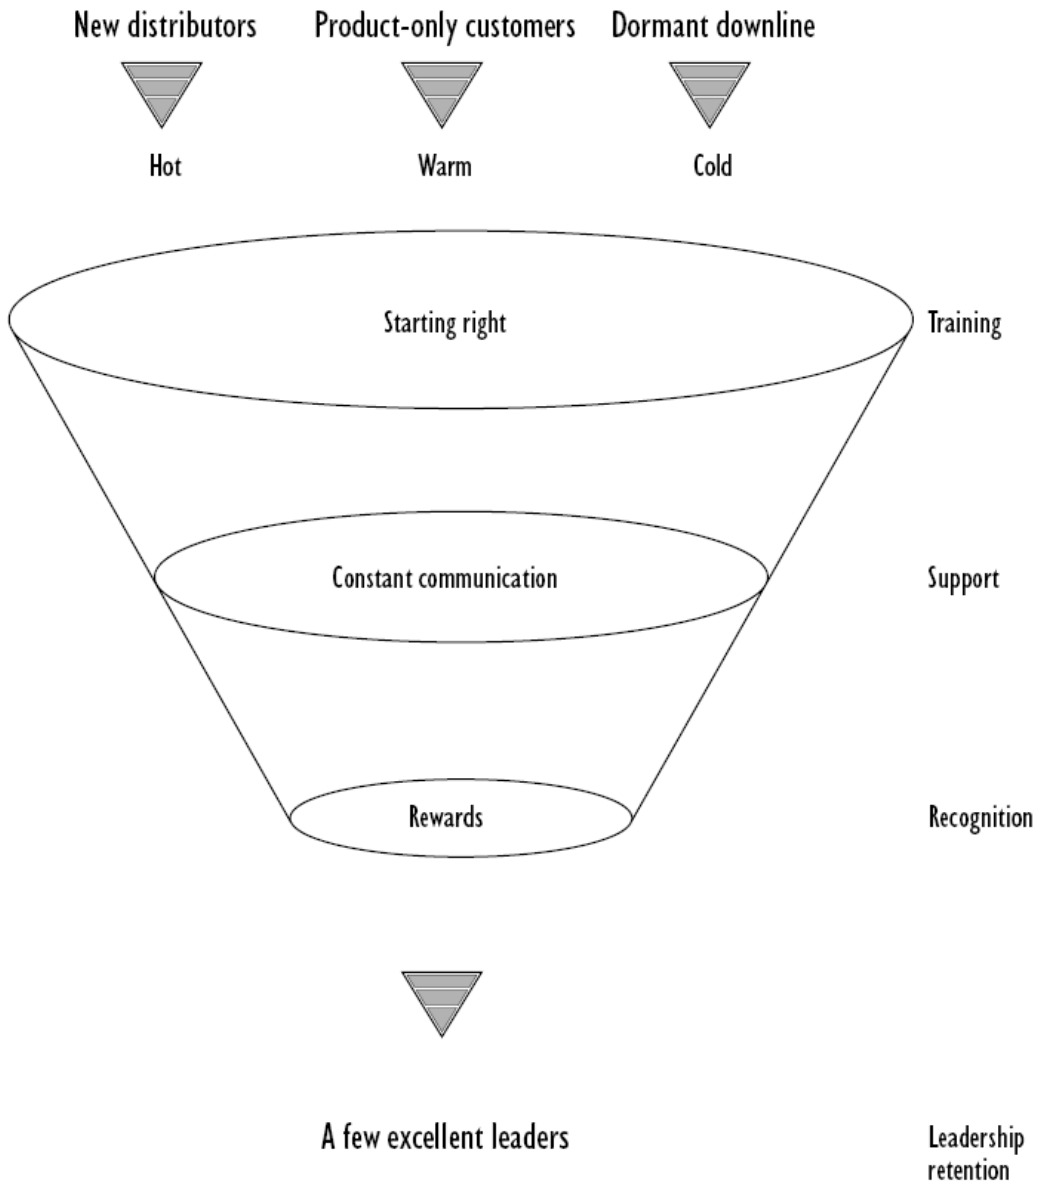 New distributors
Product-only customers
Dormant downline
Hot
Warm
Cold
Starting right
Training
Constant communication
Support
Rewards
Recognition
A few excellent leaders
Leadership
retention